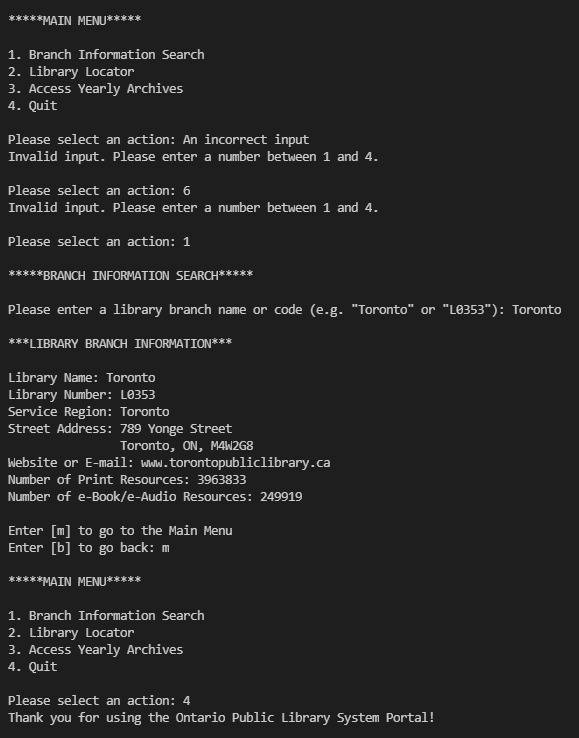 *****MAIN MENU*****
1. Branch Information Search
2. Library Locator
3. Access Yearly Archives
4. Quit
Please select an action: An incorrect input
Invalid input. Please enter a number between 1 and 4.
Please select an action: 6
Invalid input. Please enter a number between 1 and 4.
Please select an action: 1
*****BRANCH INFORMATION SEARCH*****
Please enter a library branch name or code (e.g. "Toronto" or "L0353"): Toronto
***LIBRARY BRANCH INFORMATION***
Library Name: Toronto
Library Number: L0353
Service Region: Toronto
Street Address: 789 Yonge Street
Toronto, ON, M4W2G8
Website or E-mail: www.torontopubliclibrary.ca
Number of Print Resources: 3963833
Number of e-Book/e-Audio Resources: 249919
Enter [m] to go to the Main Menu
Enter [b] to go back: m
*****MAIN MENU*****
1. Branch Information Search
2. Library Locator
3. Access Yearly Archives
4. Quit
Please select an action: 4
Thank you for using the Ontario Public Library System Portal!